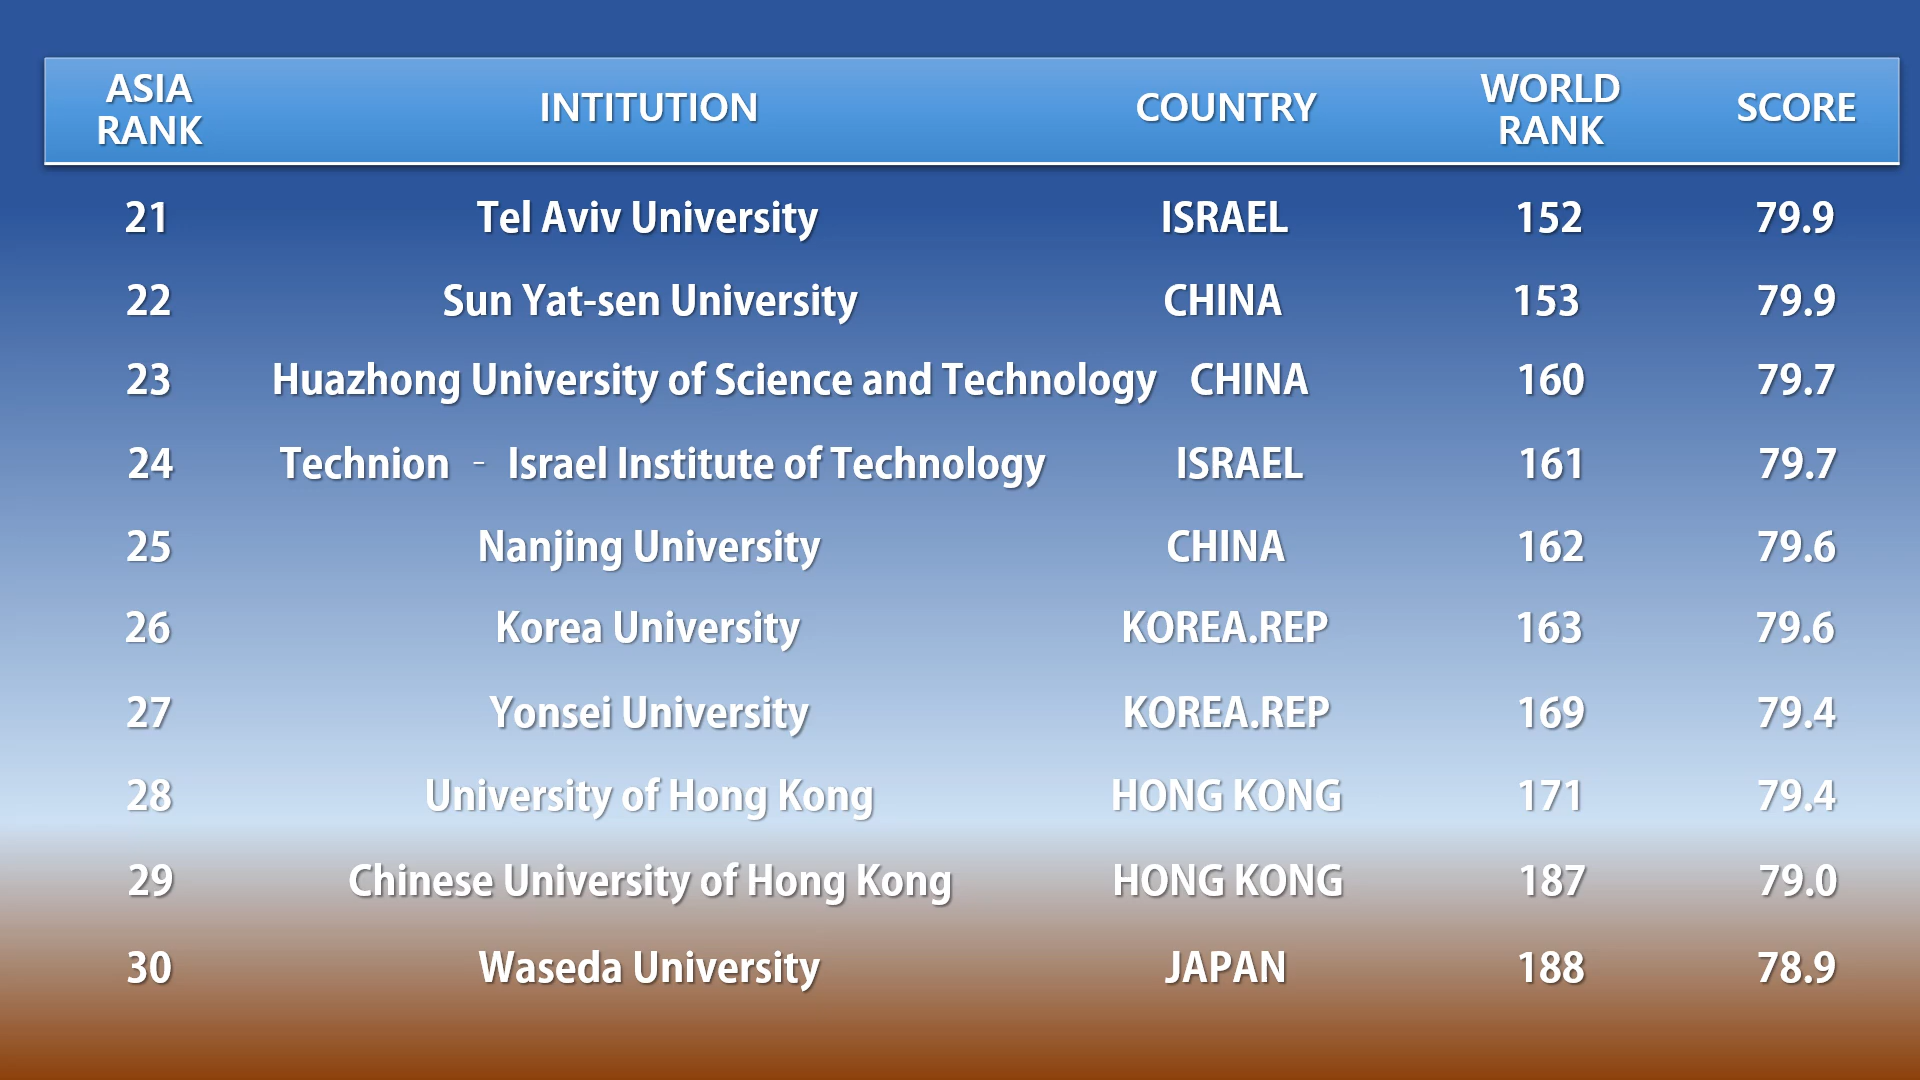 ASIA RANK INTITUTION COUNTRY WORLD RANK SCORE
21 Tel Aviv University ISRAEL 152 79.9
22 Sun Yat-sen University CHINA 153 79.9
23 Huazhong University of Science and Technology CHINA 160 79.7
24 Technion - Israel Institute of Technology ISRAEL 161 79.7
25 Nanjing University CHINA 162 79.6
26 Korea University KOREA.REP 163 79.6
27 Yonsei University KOREA.REP 169 79.4
28 University of Hong Kong HONG KONG 171 79.4
29 Chinese University of Hong Kong HONG KONG 187 79.0
30 Waseda University JAPAN 188 78.9